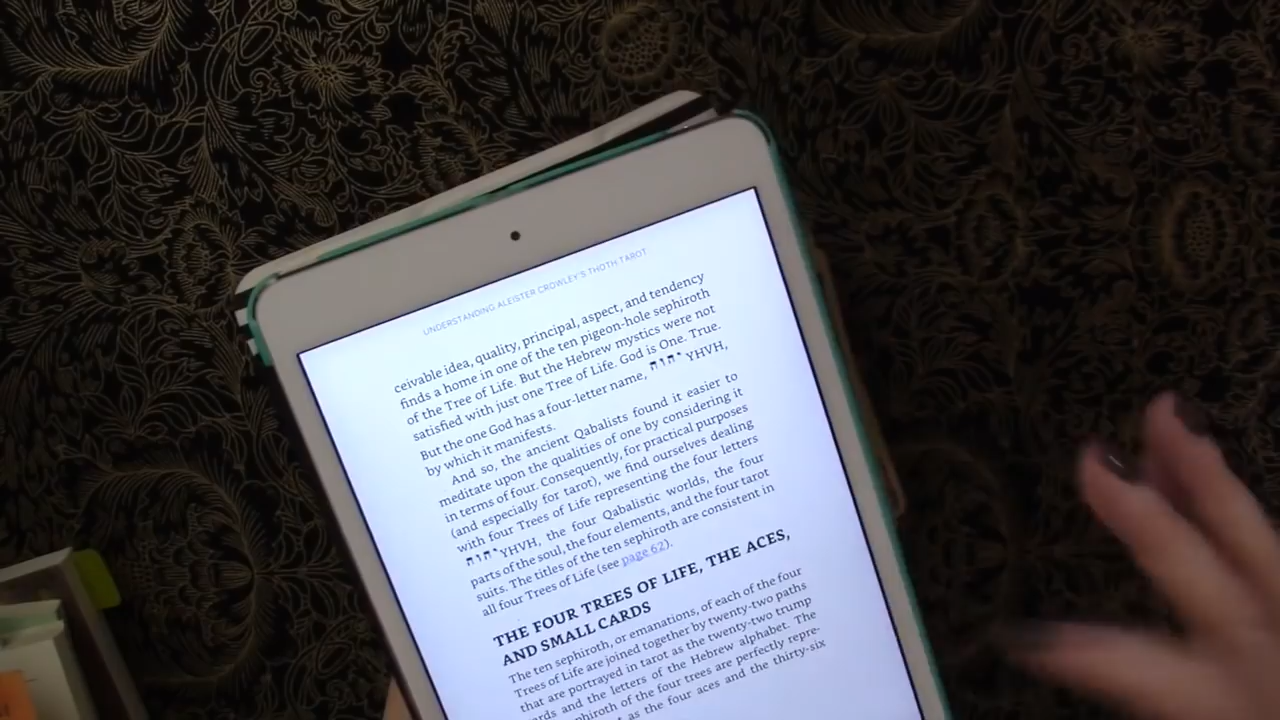 UNDERSTANDING ALEISTER CROWLEY'S THOTH TAROT
ceivable idea, quality, principal, aspect, and tendency
finds a home in one of the ten pigeon-hole sephiroth
of the Tree of Life. But the Hebrew mystics were not
satisfied with just one Tree of Life. God is One. True.
But the one God has a four-letter name, יהוה YHVH,
by which it manifests.
And so, the ancient Qabalists found it easier to
meditate upon the qualities of one by considering it
in terms of four. Consequently, for practical purposes
(and especially for tarot), we find ourselves dealing
with four Trees of Life representing the four letters
יהוה YHVH, the four Qabalistic worlds, the four
parts of the soul, the four elements, and the four tarot
suits. The titles of the ten sephiroth are consistent in
all four Trees of Life (see page 62).
THE FOUR TREES OF LIFE, THE ACES,
AND SMALL CARDS
The ten sephiroth, or emanations, of each of the four
Trees of Life are joined together by twenty-two paths
that are portrayed in tarot as the twenty-two trump
ards and the letters of the Hebrew alphabet. The
phiroth of the four trees are perfectly repre-
as the four aces and the thirty-six